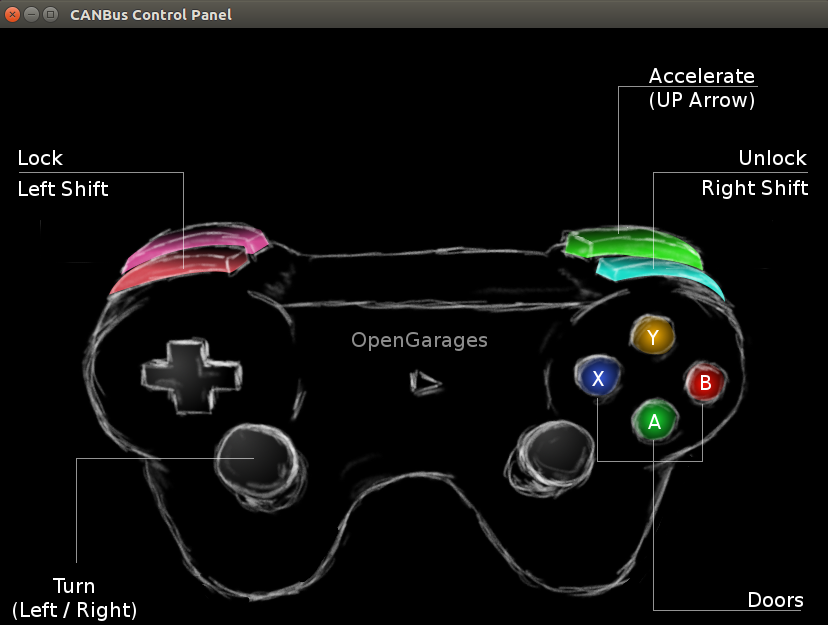 CANBus Control Panel
Accelerate
(UP Arrow)
Lock
Left Shift
Unlock
Right Shift
OpenGarages
Y
X
B
A
Turn
(Left / Right)
Doors